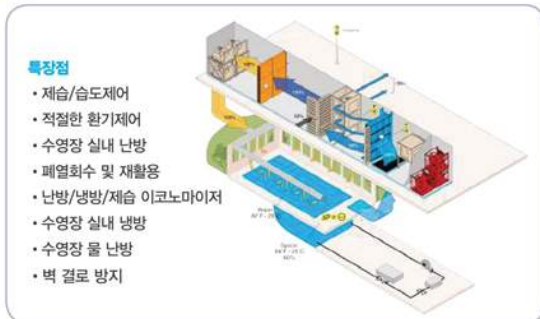 특장점
• 제습/습도제어
• 적절한 환기제어
• 수영장 실내 난방
• 폐열회수 및 재활용
• 난방/냉방/제습 이코노마이저
• 수영장 실내 냉방
• 수영장 물 난방
• 벽 결로 방지